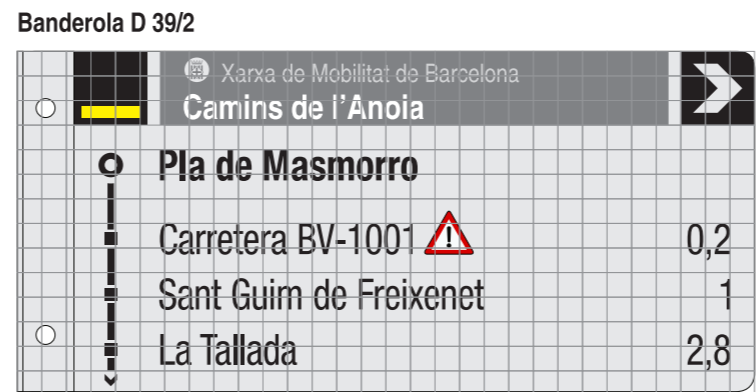 Banderola D 39/2
Xarxa de Mobilitat de Barcelona
Camins de l'Anoia
Pla de Masmorro
Carretera BV-1001 0,2
Sant Guim de Freixenet 1
La Tallada 2,8